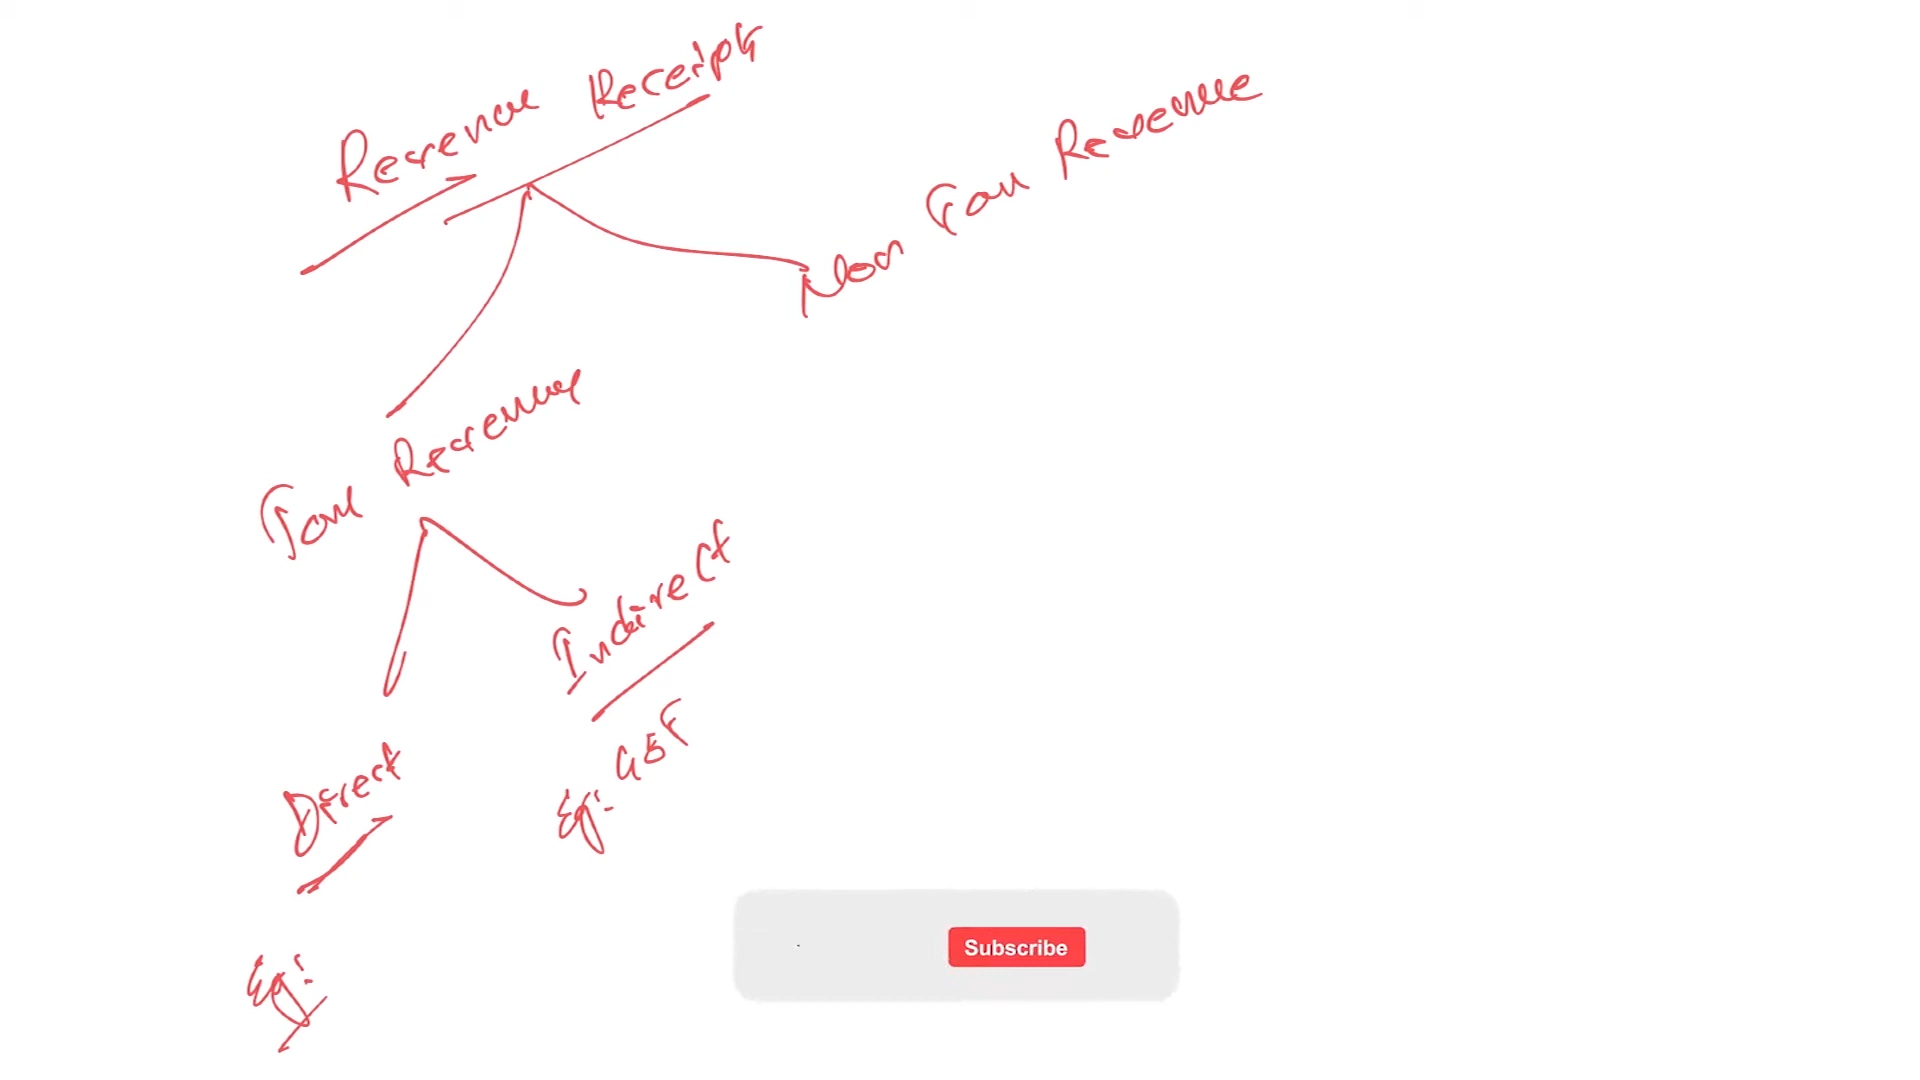 Revenue Receipts
Non Tax Revenue
Tax Revenue
Indirect
Eg: GST
Direct
Eg:
Subscribe